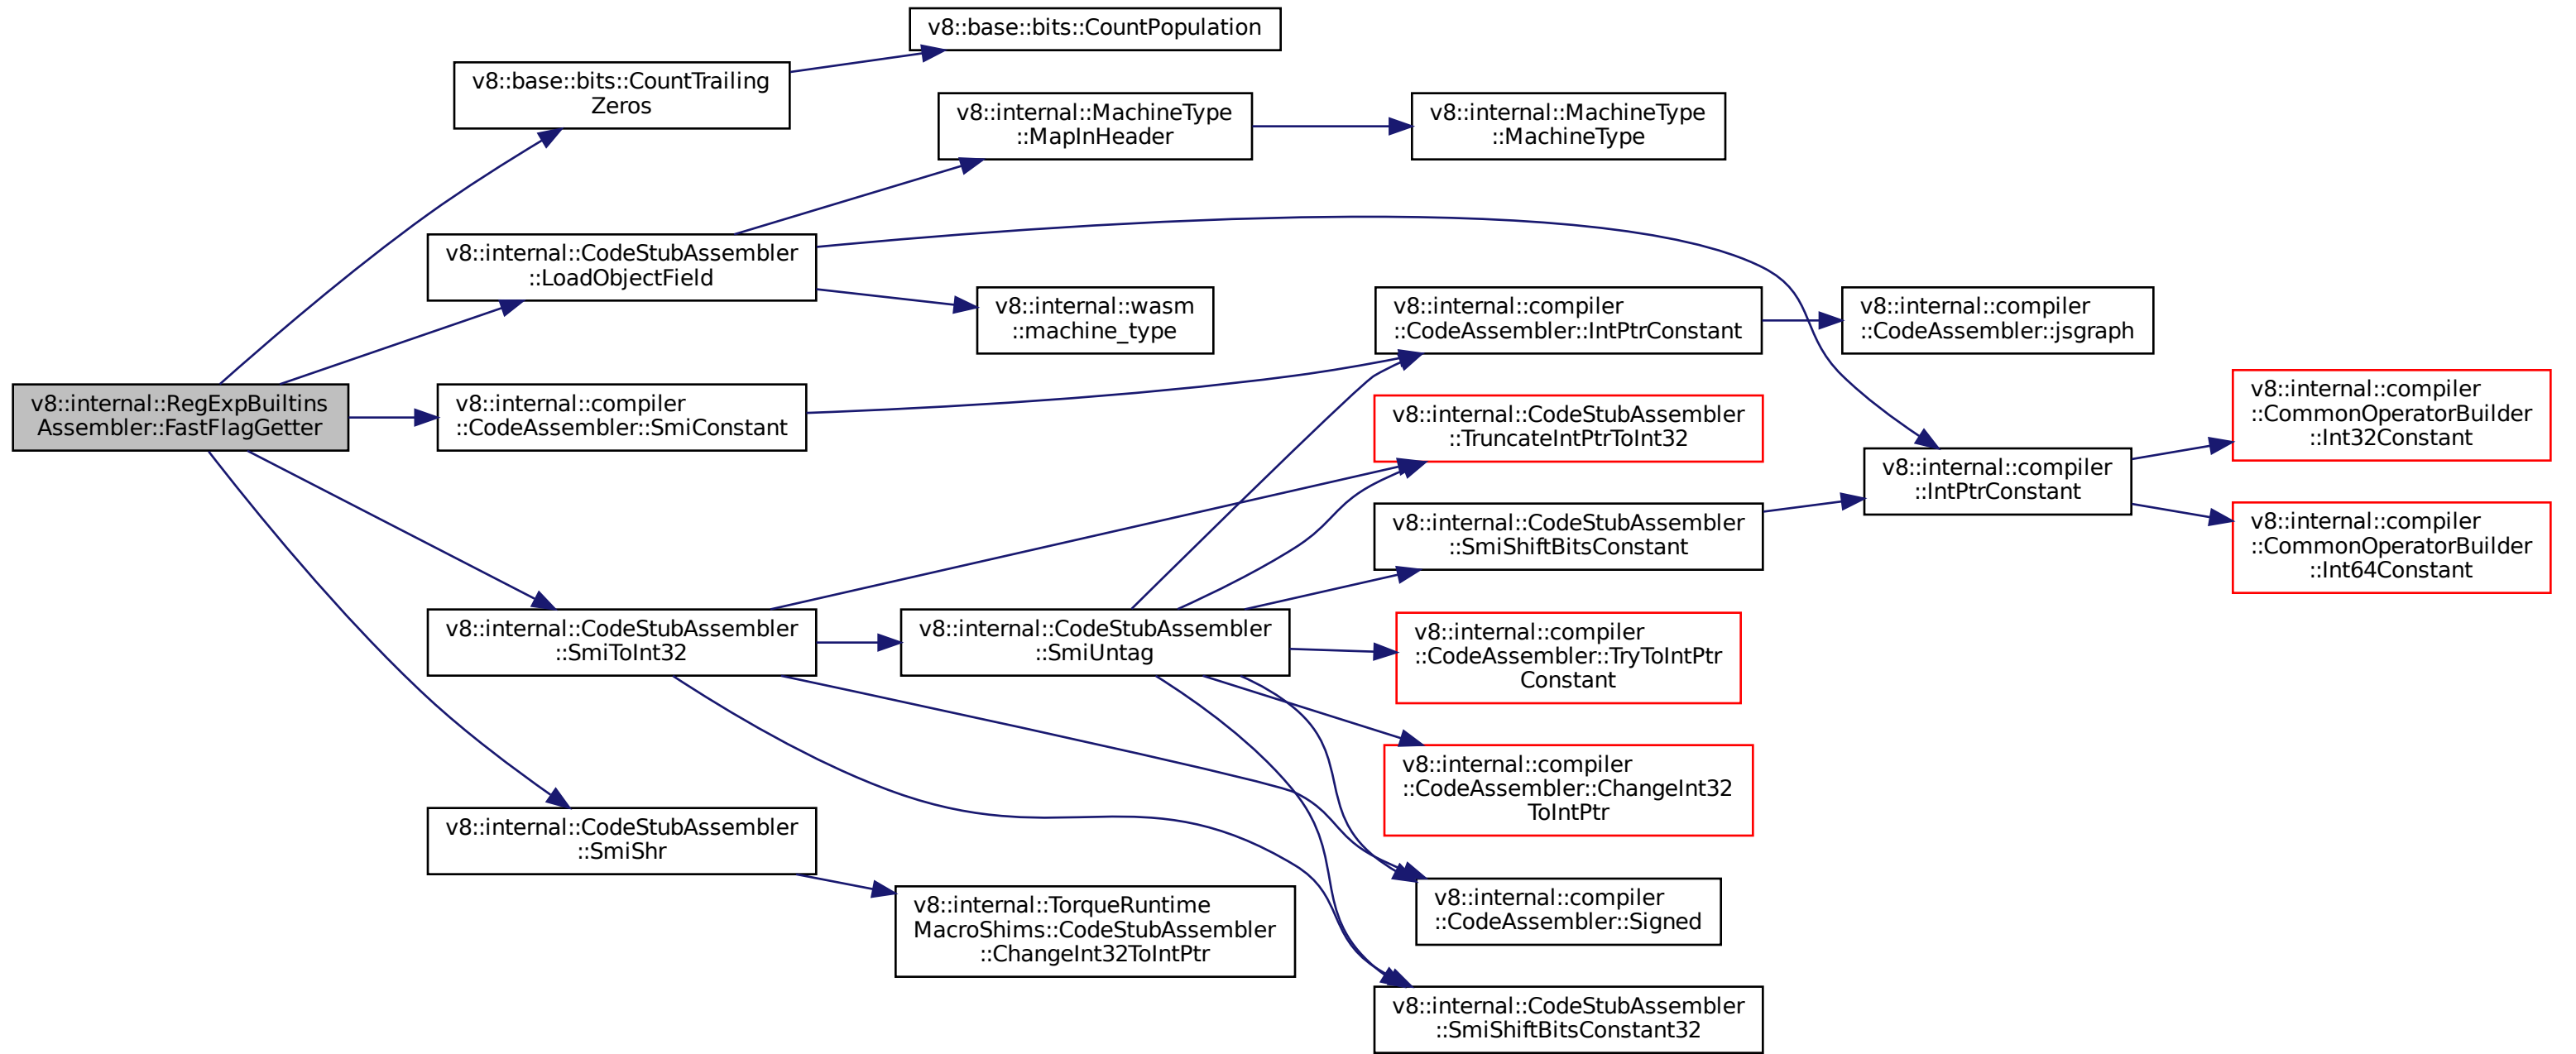 v8::internal::RegExpBuiltins
Assembler::FastFlagGetter
v8::base::bits::CountTrailing
Zeros
v8::base::bits::CountPopulation
v8::internal::CodeStubAssembler
::LoadObjectField
v8::internal::MachineType
::MapInHeader
v8::internal::MachineType
::MachineType
v8::internal::wasm
::machine_type
v8::internal::compiler
::CodeAssembler::SmiConstant
v8::internal::compiler
::CodeAssembler::IntPtrConstant
v8::internal::compiler
::CodeAssembler::jsgraph
v8::internal::CodeStubAssembler
::TruncateIntPtrToInt32
v8::internal::CodeStubAssembler
::SmiShiftBitsConstant
v8::internal::compiler
::IntPtrConstant
v8::internal::compiler
::CommonOperatorBuilder
::Int32Constant
v8::internal::compiler
::CommonOperatorBuilder
::Int64Constant
v8::internal::CodeStubAssembler
::SmiToInt32
v8::internal::CodeStubAssembler
::SmiUntag
v8::internal::compiler
::CodeAssembler::TryToIntPtr
Constant
v8::internal::compiler
::CodeAssembler::ChangeInt32
ToIntPtr
v8::internal::CodeStubAssembler
::SmiShr
v8::internal::TorqueRuntime
MacroShims::CodeStubAssembler
::ChangeInt32ToIntPtr
v8::internal::compiler
::CodeAssembler::Signed
v8::internal::CodeStubAssembler
::SmiShiftBitsConstant32